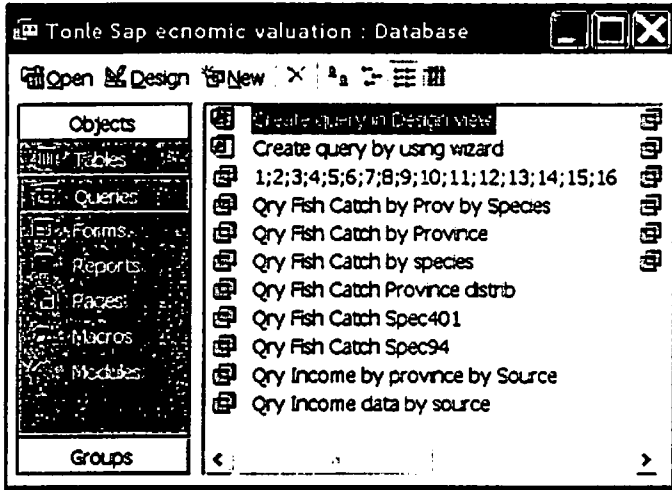 Tonle Sap ecnomic valuation : Database
Open Design New
Objects
Tables
Queries
Forms
Reports
Pages
Macros
Modules
Groups
Create query in Design view
Create query by using wizard
1;2;3;4;5;6;7;8;9;10;11;12;13;14;15;16
Qry Fish Catch by Prov by Species
Qry Fish Catch by Province
Qry Fish Catch by species
Qry Fish Catch Province distrib
Qry Fish Catch Spec401
Qry Fish Catch Spec94
Qry Income by province by Source
Qry Income data by source